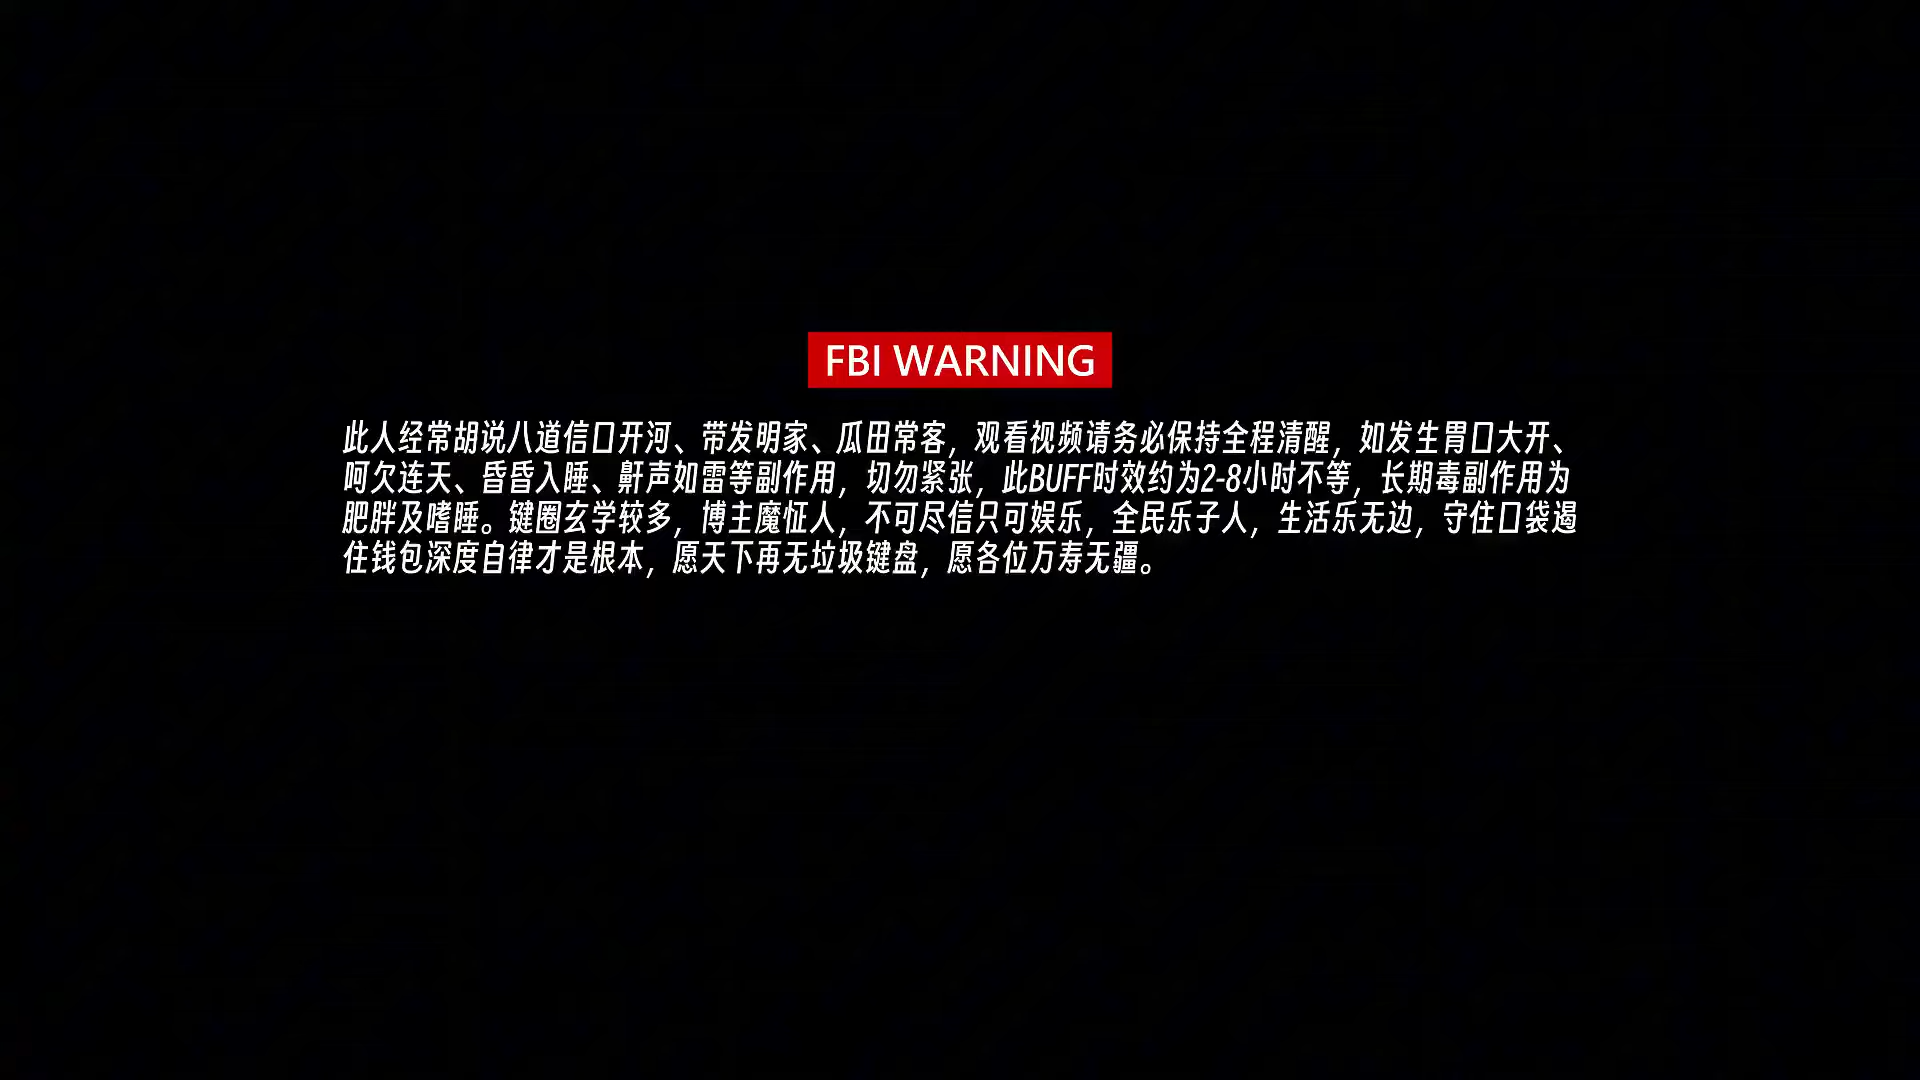 FBI WARNING
此人经常胡说八道信口开河、带发明家、瓜田常客，观看视频请务必保持全程清醒，如发生胃口大开、
呵欠连天、昏昏入睡、鼾声如雷等副作用，切勿紧张，此BUFF时效约为2-8小时不等，长期毒副作用为
肥胖及嗜睡。键圈玄学较多，博主魔怔人，不可尽信只可娱乐，全民乐子人，生活乐无边，守住口袋遏
住钱包深度自律才是根本，愿天下再无垃圾键盘，愿各位万寿无疆。